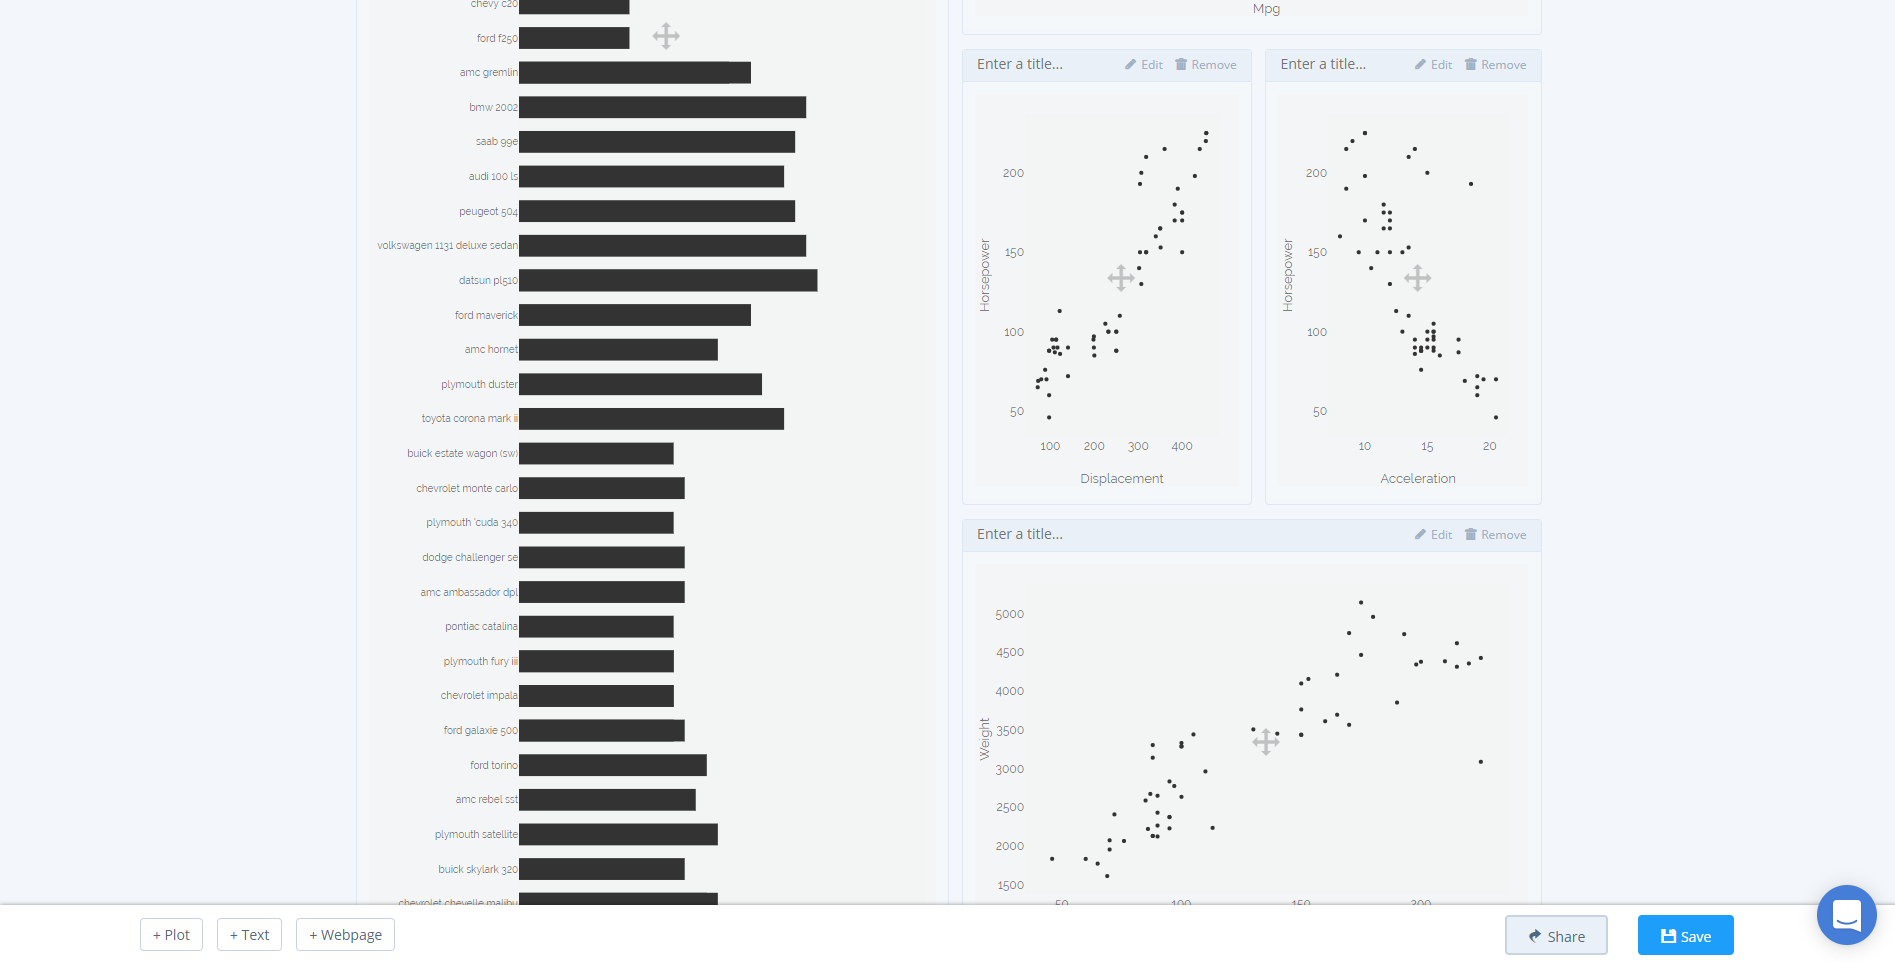 chevy c20
ford f250
amc gremlin
bmw 2002
saab 99e
audi 100 ls
peugeot 504
volkswagen 1131 deluxe sedan
datsun pl510
ford maverick
amc hornet
plymouth duster
toyota corona mark ii
buick estate wagon (sw)
chevrolet monte carlo
plymouth 'cuda 340
dodge challenger se
amc ambassador dpl
pontiac catalina
plymouth fury iii
chevrolet impala
ford galaxie 500
ford torino
amc rebel sst
plymouth satellite
buick skylark 320
chevrolet chevelle malibu
Mpg
Enter a title... Edit Remove
200
150
100
50
Horsepower
100 200 300 400
Displacement
Enter a title... Edit Remove
200
150
100
50
Horsepower
10 15 20
Acceleration
Enter a title... Edit Remove
5000
4500
4000
3500
3000
2500
2000
1500
Weight
50 100 150 200
+ Plot + Text + Webpage Share Save